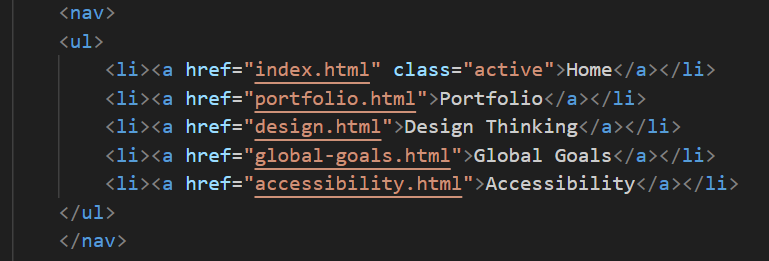 <nav>
<ul>
<li><a href="index.html" class="active">Home</a></li>
<li><a href="portfolio.html">Portfolio</a></li>
<li><a href="design.html">Design Thinking</a></li>
<li><a href="global-goals.html">Global Goals</a></li>
<li><a href="accessibility.html">Accessibility</a></li>
</ul>
</nav>